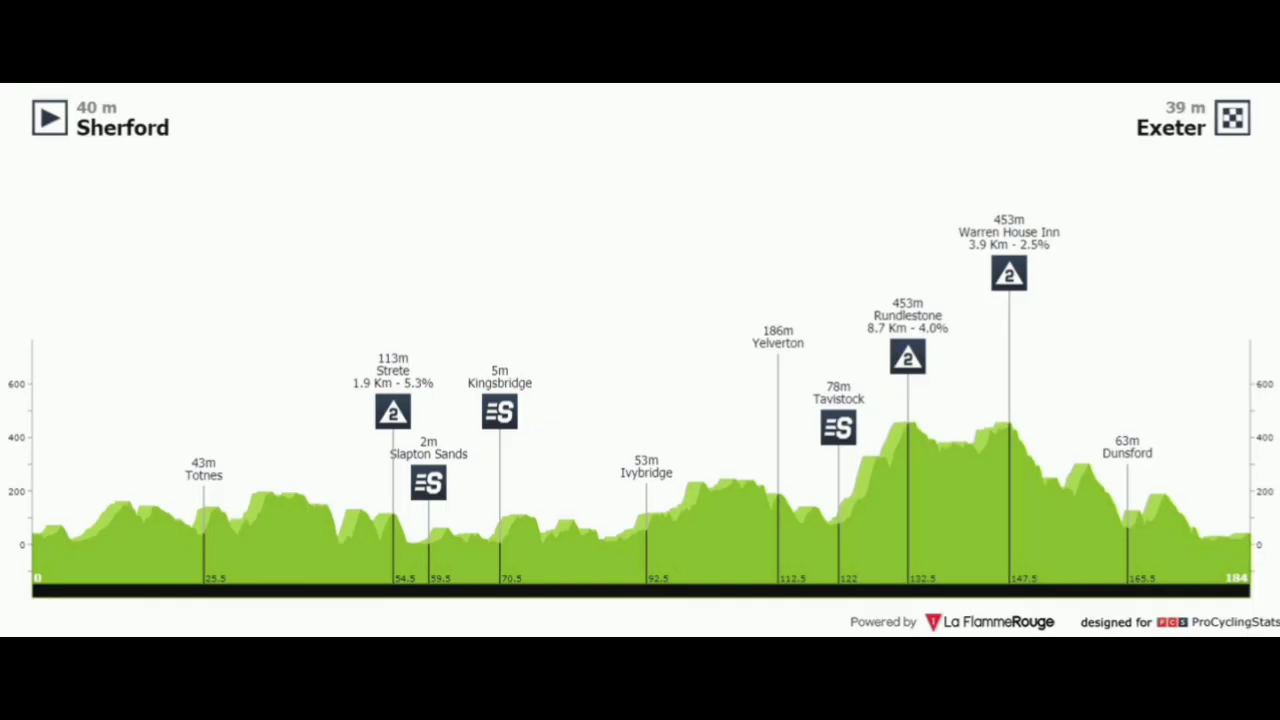 40 m
Sherford
39 m
Exeter
453m
Warren House Inn
3.9 Km - 2.5%
2
453m
Rundlestone
8.7 Km - 4.0%
2
186m
Yelverton
113m
Strete
1.9 Km - 5.3%
2
5m
Kingsbridge
S
78m
Tavistock
S
2m
Slapton Sands
S
43m
Totnes
53m
Ivybridge
63m
Dunsford
600
400
200
0
600
400
200
0
0
25.5
54.5
59.5
70.5
92.5
112.5
122
132.5
147.5
165.5
184
Powered by La FlammeRouge designed for PCS ProCyclingStats